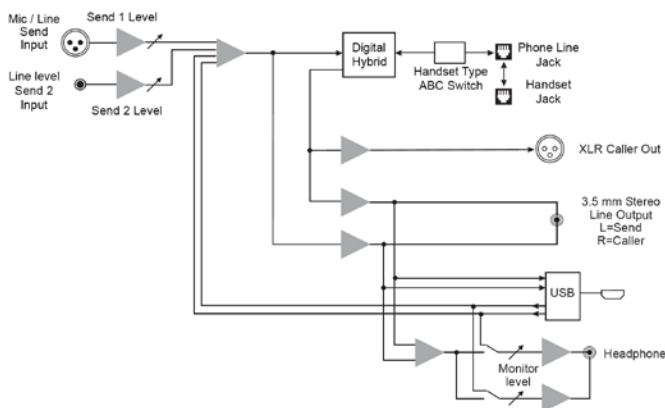 Mic / Line
Send
Input
Send 1 Level
Line level
Send 2
Input
Send 2 Level
Digital
Hybrid
Handset Type
ABC Switch
Phone Line
Jack
Handset
Jack
XLR Caller Out
3.5 mm Stereo
Line Output
L=Send
R=Caller
USB
Monitor
level
Headphone